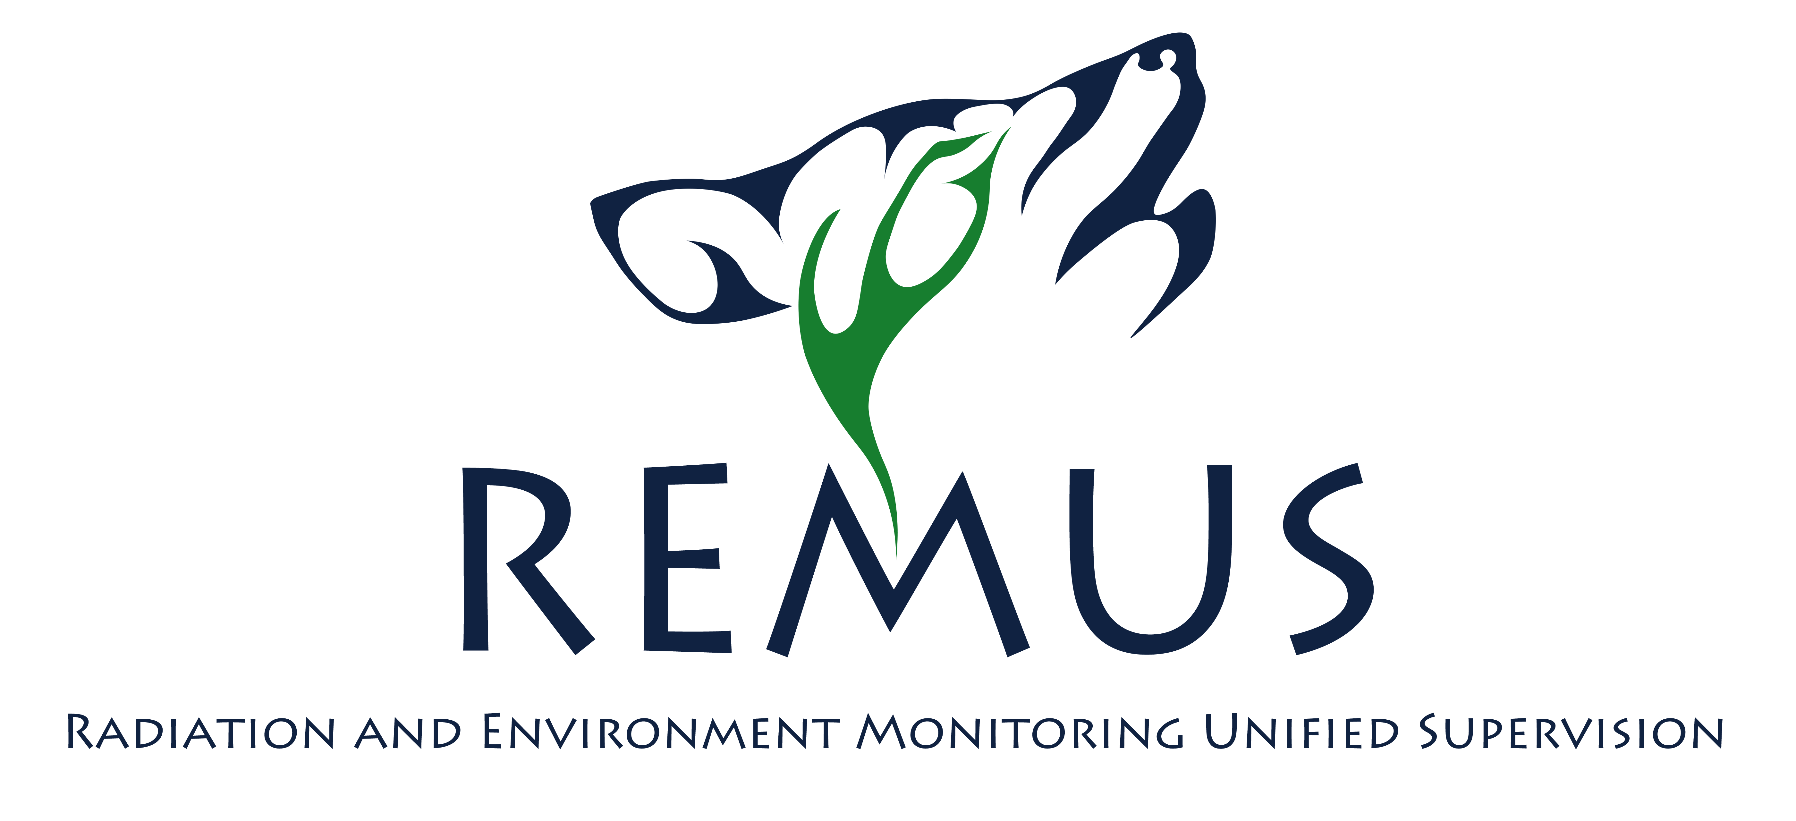 REMUS
Radiation and Environment Monitoring Unified Supervision